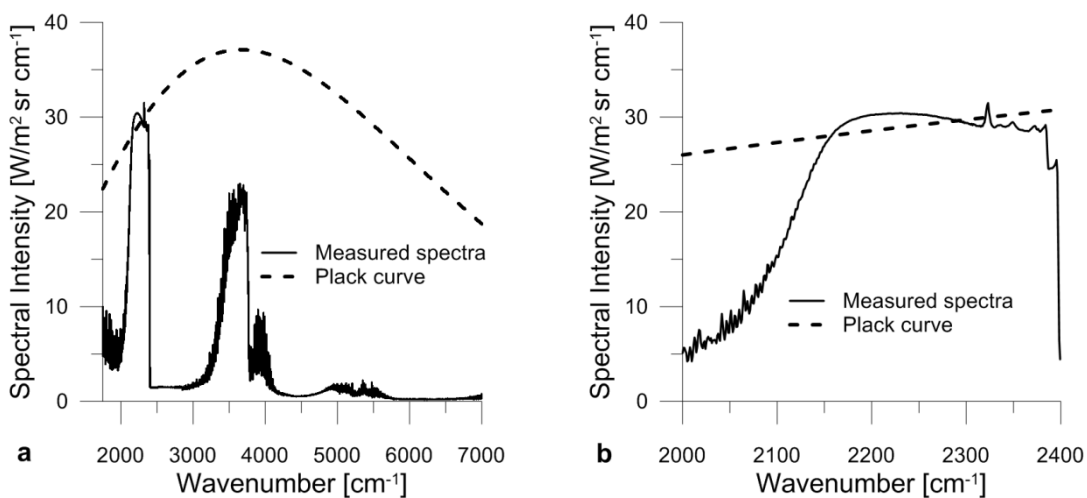 40
30
20
10
0
Spectral Intensity [W/m² sr cm⁻¹]
Measured spectra
Plack curve
2000 3000 4000 5000 6000 7000
a
Wavenumber [cm⁻¹]
40
30
20
10
0
Spectral Intensity [W/m² sr cm⁻¹]
Measured spectra
Plack curve
2000 2100 2200 2300 2400
b
Wavenumber [cm⁻¹]